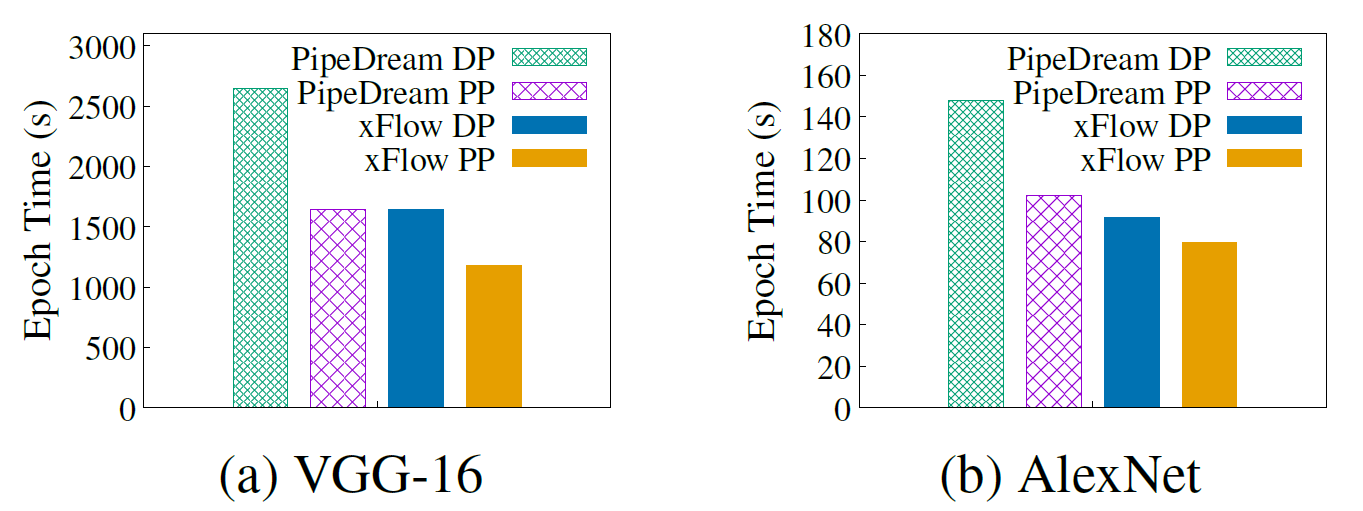 3000
2500
2000
1500
1000
500
0
Epoch Time (s)
PipeDream DP
PipeDream PP
xFlow DP
xFlow PP
(a) VGG-16
180
160
140
120
100
80
60
40
20
0
Epoch Time (s)
PipeDream DP
PipeDream PP
xFlow DP
xFlow PP
(b) AlexNet